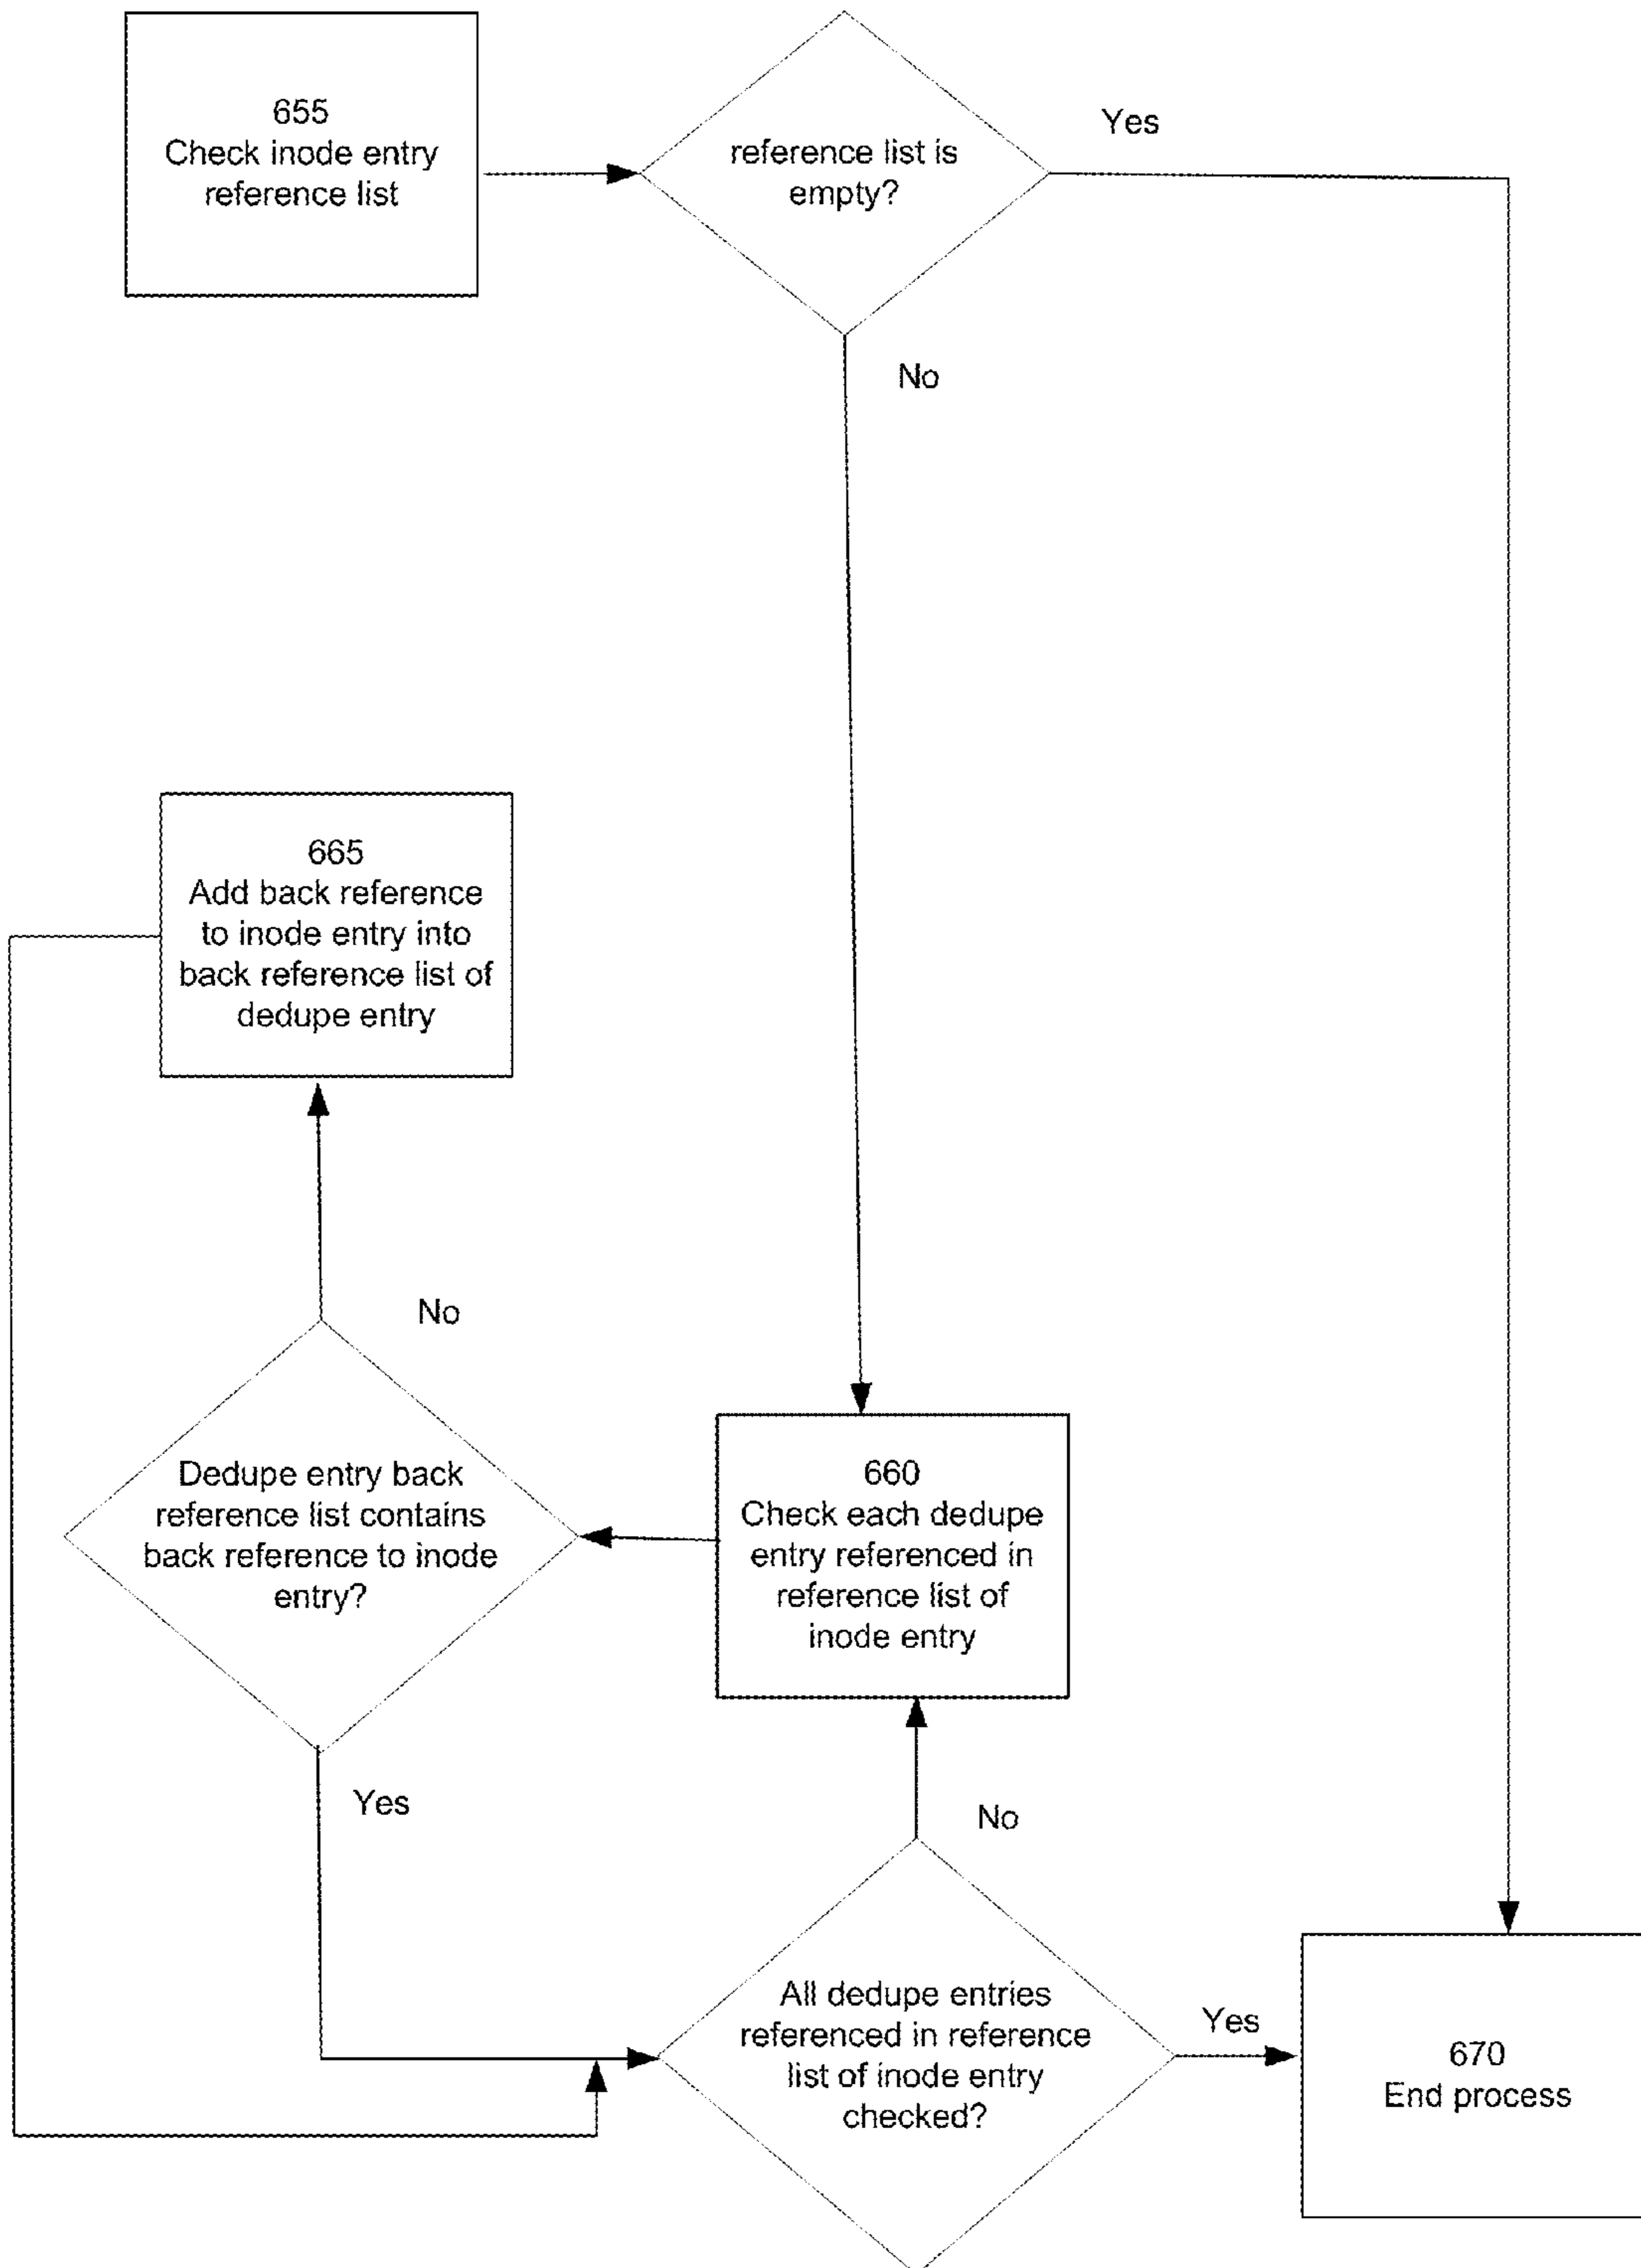 655
Check inode entry
reference list
reference list is
empty?
Yes
No
665
Add back reference
to inode entry into
back reference list of
dedupe entry
No
Dedupe entry back
reference list contains
back reference to inode
entry?
660
Check each dedupe
entry referenced in
reference list of
inode entry
Yes
No
All dedupe entries
referenced in reference
list of inode entry
checked?
Yes
670
End process